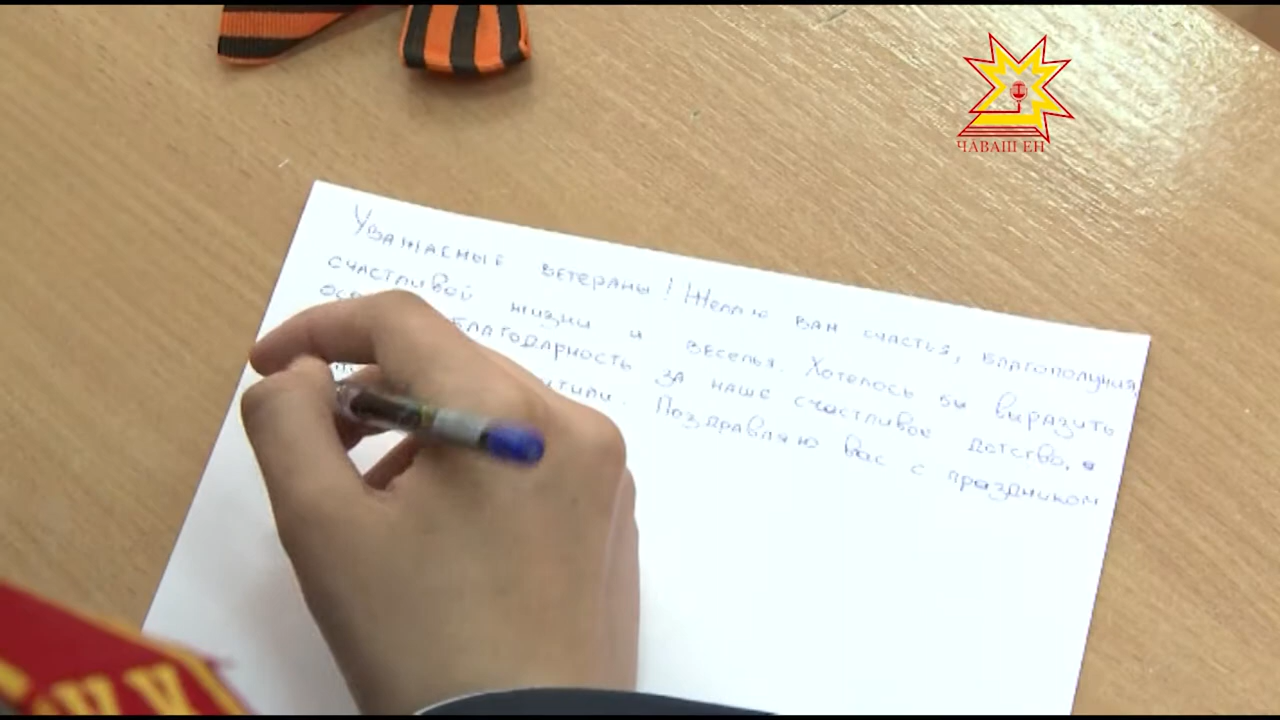 ЧӐВАШ ЕН
Уважаемые ветераны! Желаю вам счастья, благополучия,
счастливой жизни и веселья. Хотелось бы выразить
благодарность за наше счастливое детство,
Поздравляю вас с праздником